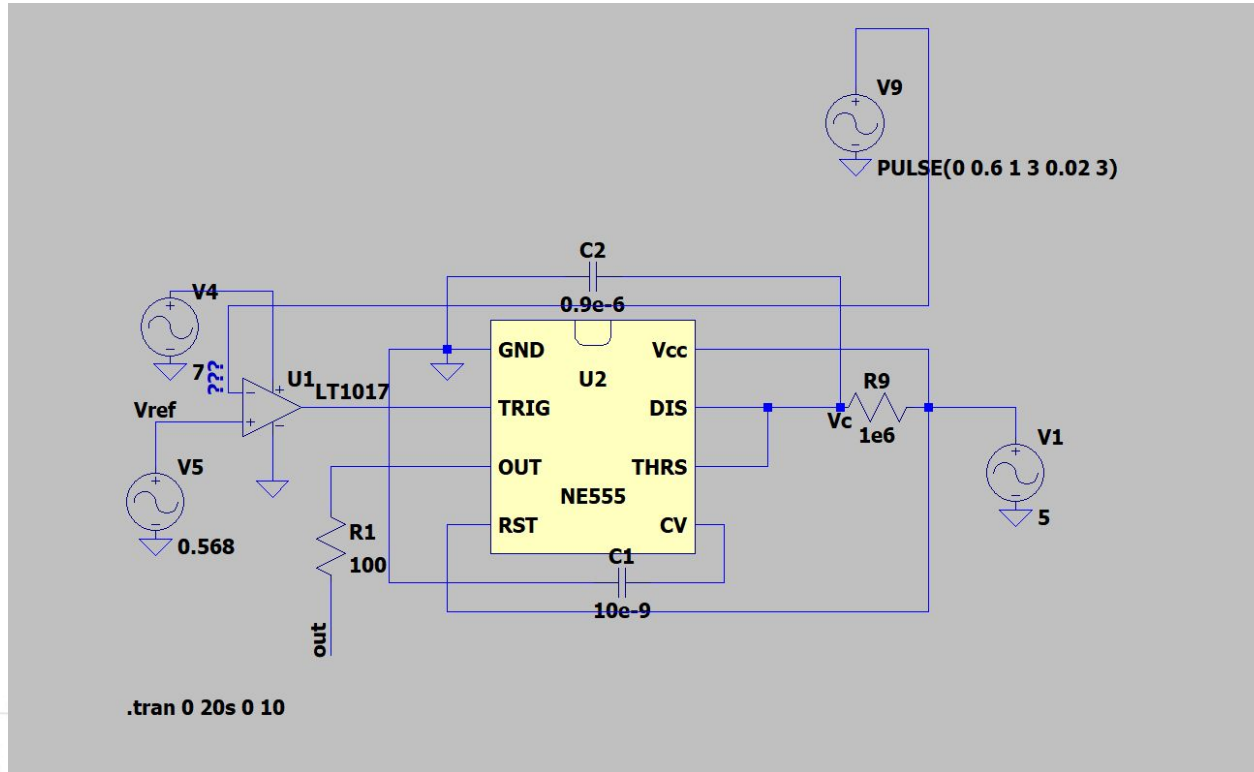 V9
PULSE(0 0.6 1 3 0.02 3)
C2
0.9e-6
V4
7
???
U1
LT1017
Vref
V5
0.568
GND
Vcc
U2
TRIG
DIS
OUT
THRS
NE555
RST
CV
Vc
R9
1e6
V1
5
R1
100
C1
10e-9
out
.tran 0 20s 0 10